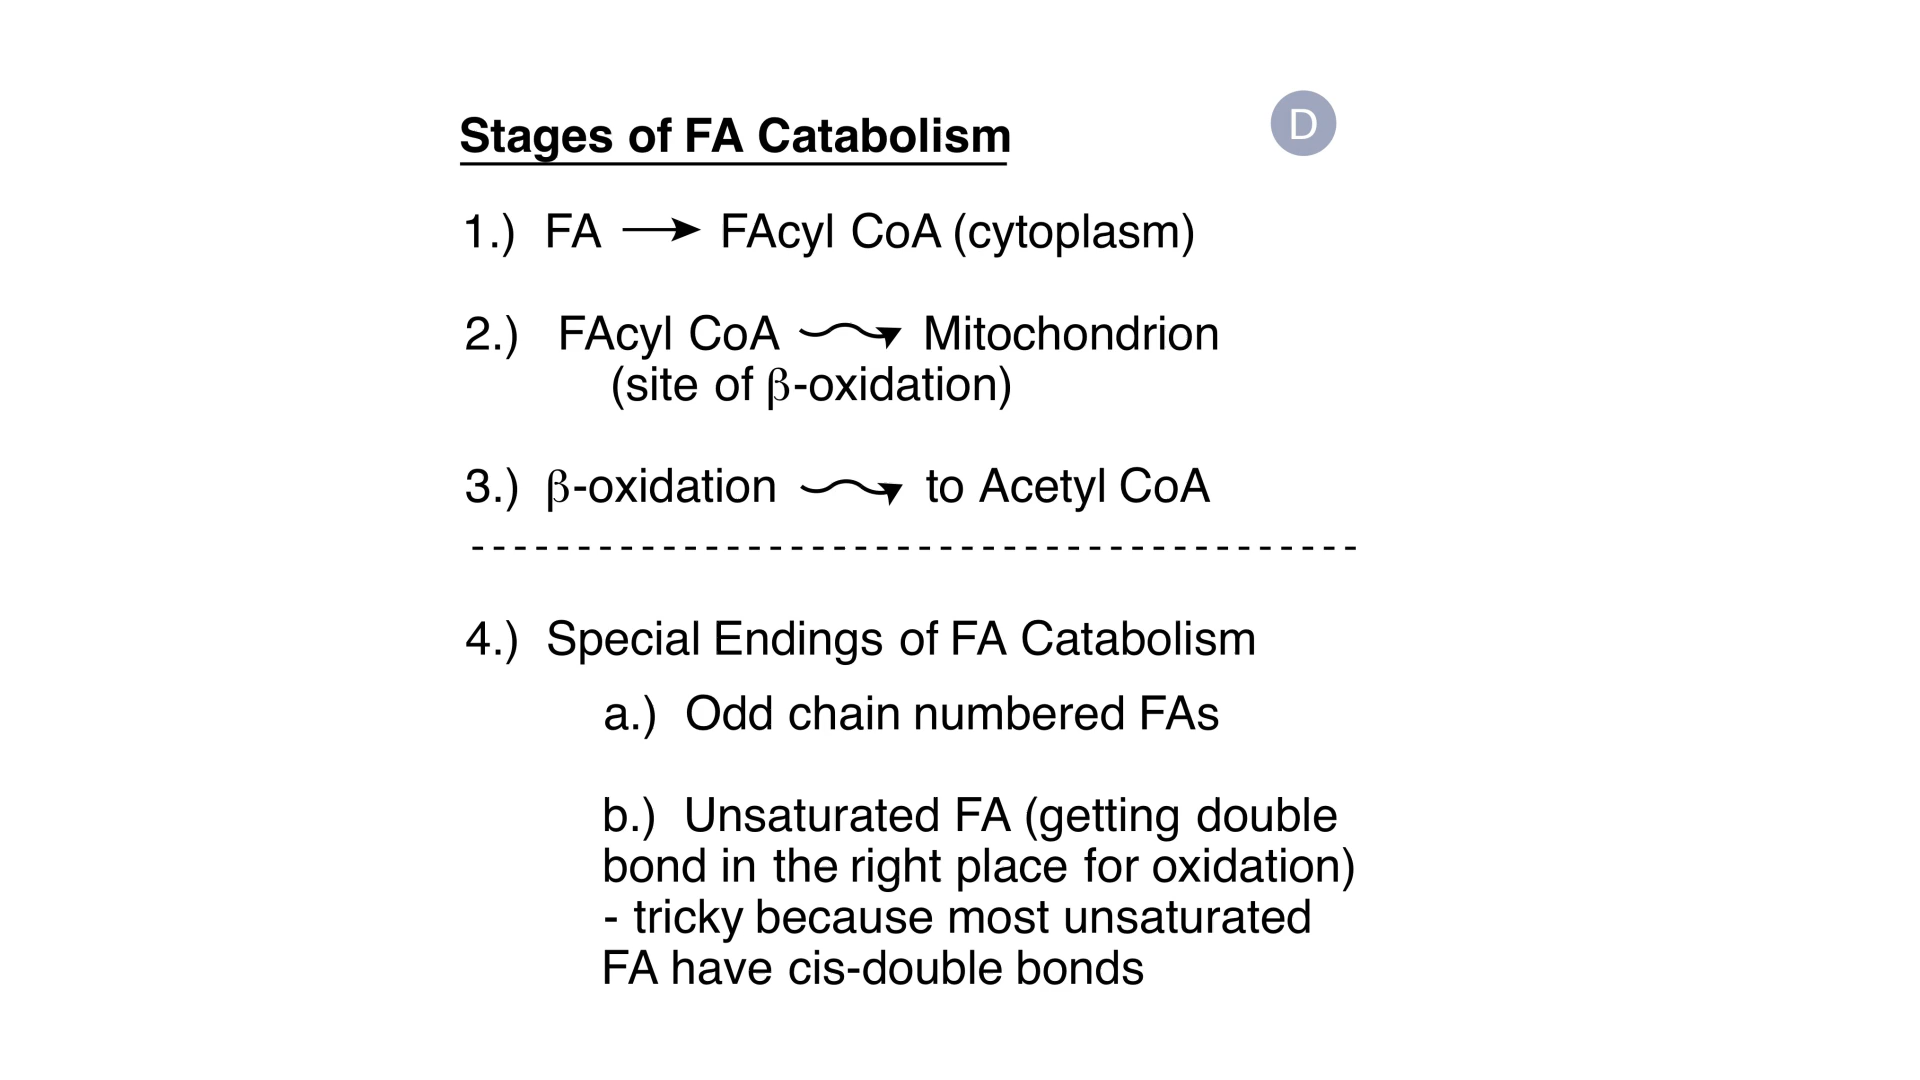 Stages of FA Catabolism
D
1.) FA → FAcyl CoA (cytoplasm)
2.) FAcyl CoA ⤳ Mitochondrion
(site of β-oxidation)
3.) β-oxidation ⤳ to Acetyl CoA
4.) Special Endings of FA Catabolism
a.) Odd chain numbered FAs
b.) Unsaturated FA (getting double
bond in the right place for oxidation)
- tricky because most unsaturated
FA have cis-double bonds